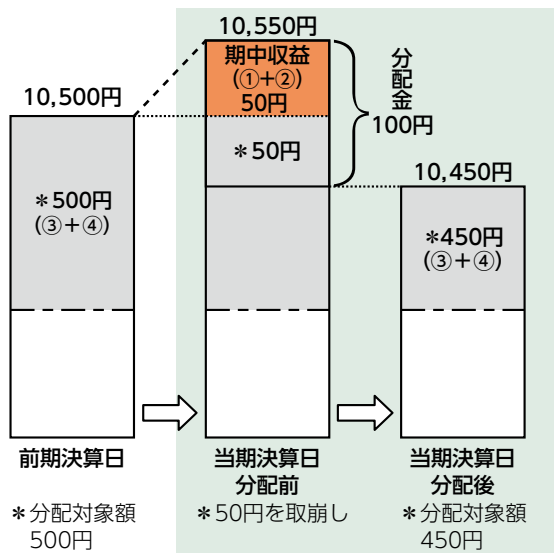 10,550円
期中収益
(①+②)
50円
分配金
100円
10,500円
＊50円
10,450円
＊500円
(③+④)
＊450円
(③+④)
前期決算日
当期決算日
分配前
当期決算日
分配後
＊分配対象額
500円
＊50円を取崩し
＊分配対象額
450円